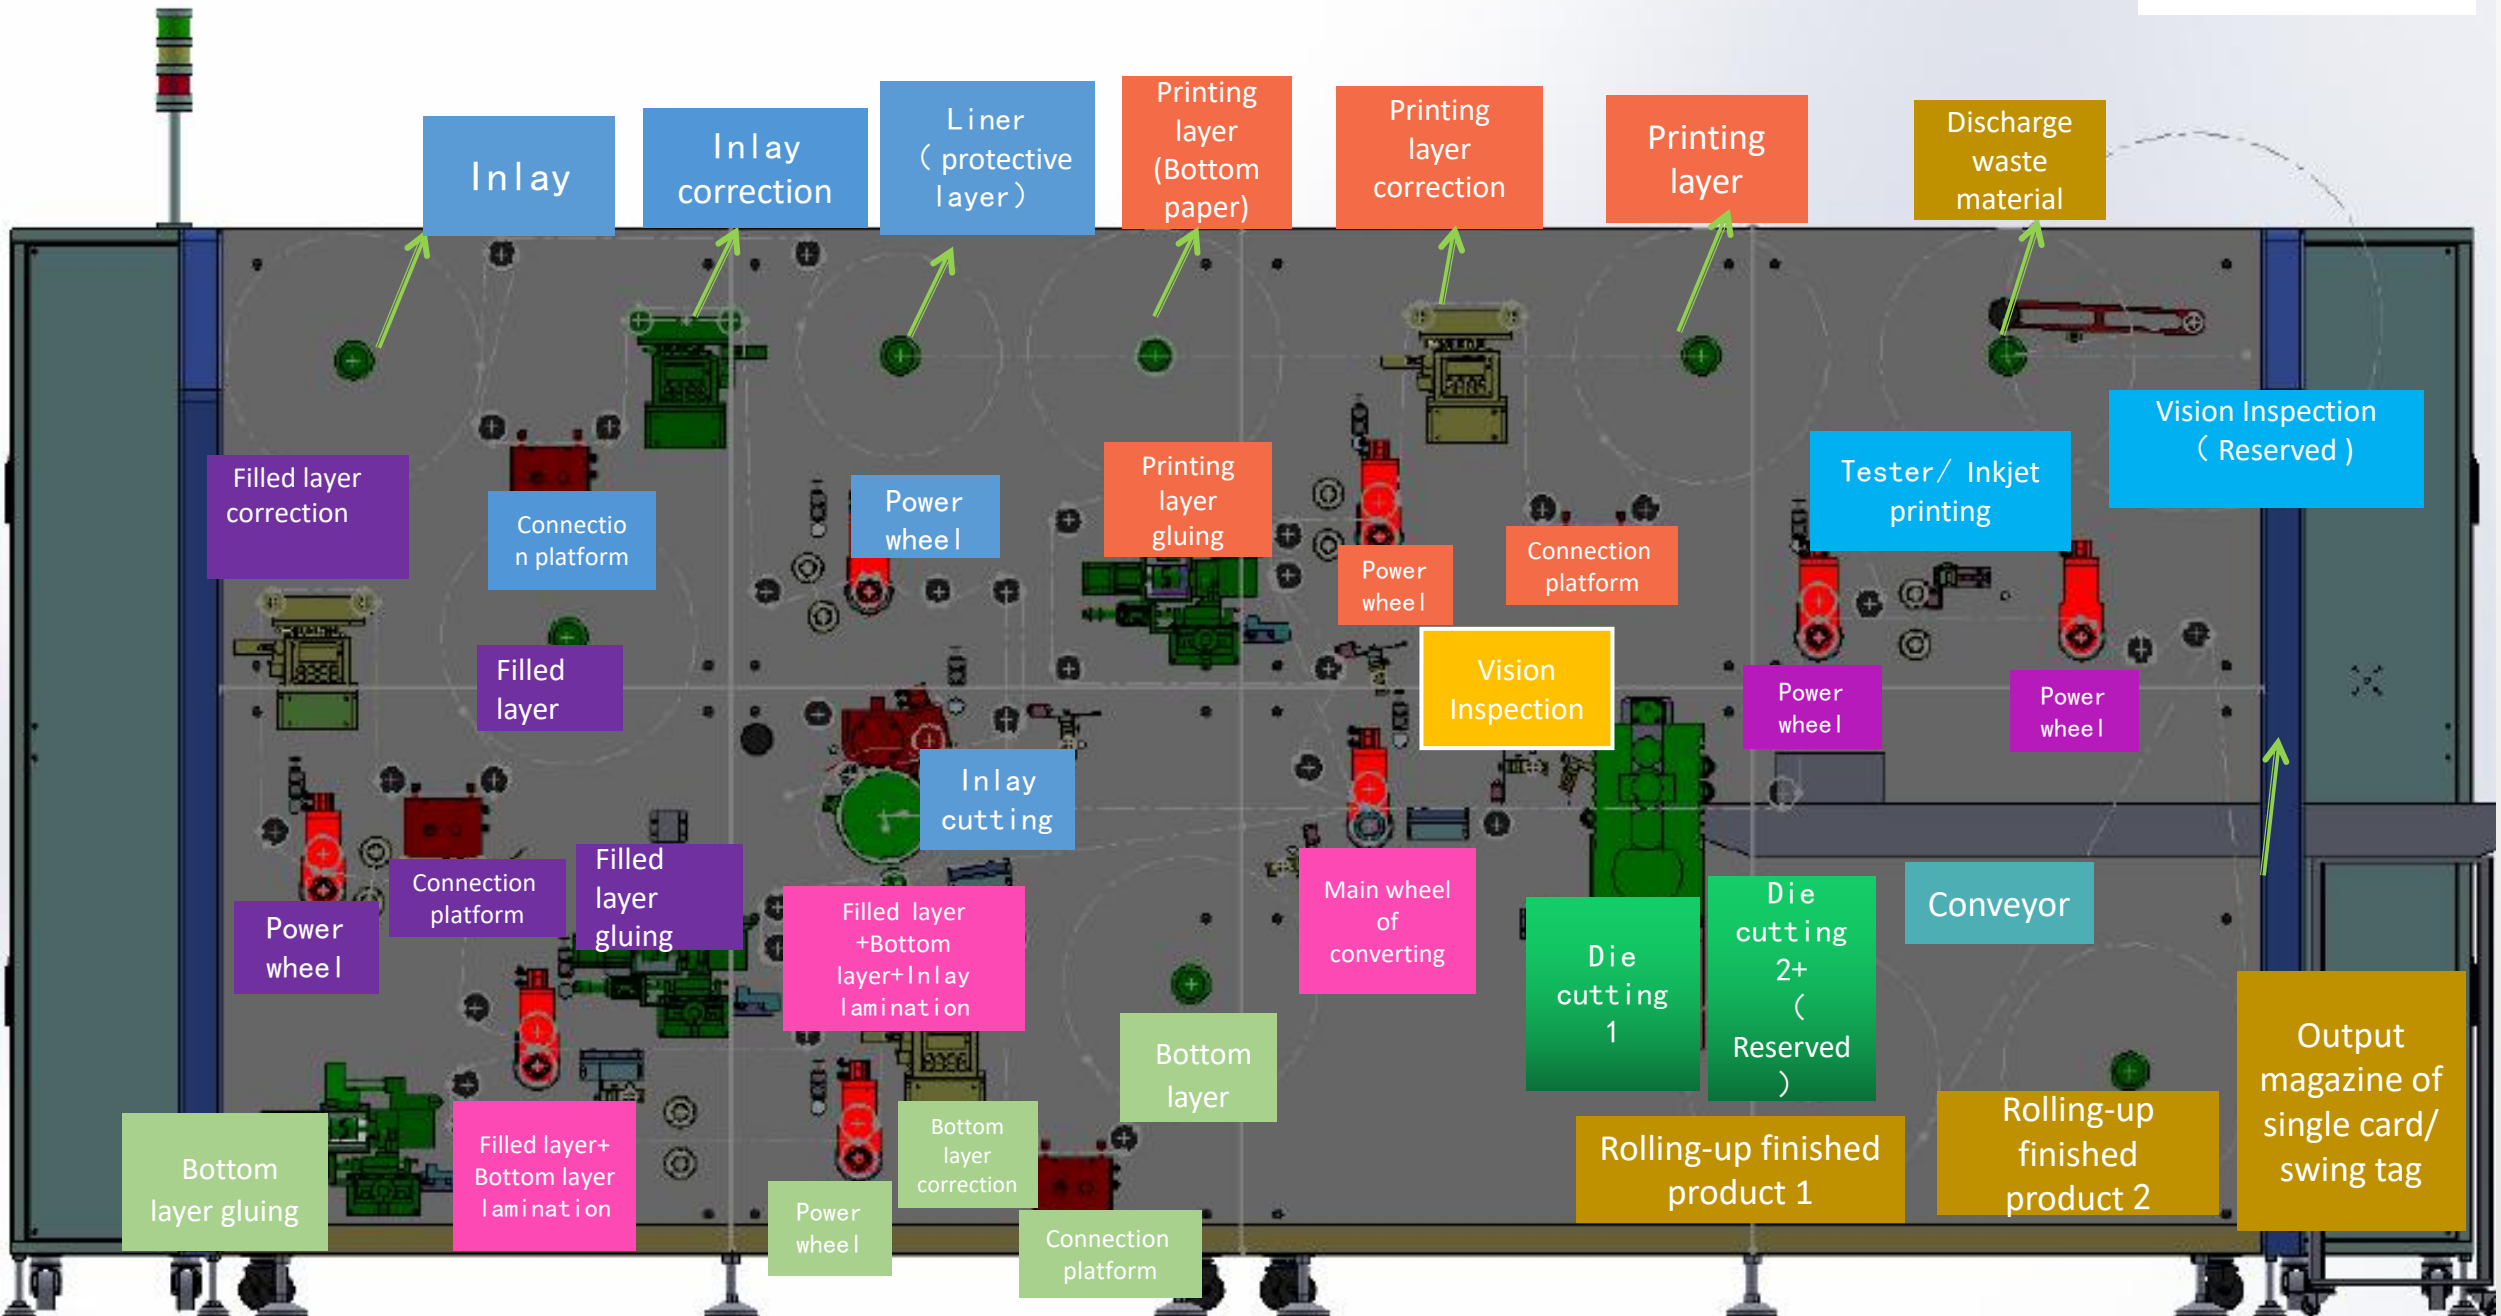 Inlay
Inlay
correction
Liner
（ protective
layer）
Printing
layer
(Bottom
paper)
Printing
layer
correction
Printing
layer
Discharge
waste
material
Vision Inspection
（ Reserved )
Filled layer
correction
Connectio
n platform
Power
wheel
Printing
layer
gluing
Power
wheel
Connection
platform
Tester/ Inkjet
printing
Filled
layer
Vision
Inspection
Power
wheel
Power
wheel
Inlay
cutting
Power
wheel
Connection
platform
Filled
layer
gluing
Filled layer
+Bottom
layer+Inlay
lamination
Main wheel
of
converting
Die
cutting
1
Die
cutting
2+
（
Reserved
）
Conveyor
Bottom
layer
Output
magazine of
single card/
swing tag
Bottom
layer gluing
Filled layer+
Bottom layer
lamination
Power
wheel
Bottom
layer
correction
Connection
platform
Rolling-up finished
product 1
Rolling-up
finished
product 2